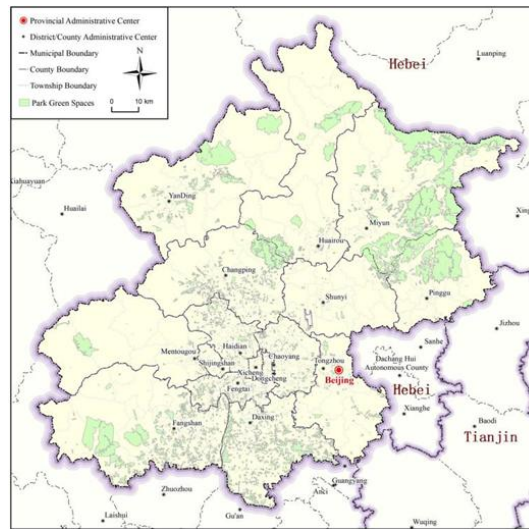 Provincial Administrative Center
District/County Administrative Center
Municipal Boundary
County Boundary
Township Boundary
Park Green Spaces
N
0 10 km
Hebei
Luanping
Huailai
YanDing
Miyun
Huairou
Changping
Shunyi
Pinggu
Jizhou
Sanhe
Mentougou
Haidian
Shijingshan
Xicheng
Dongcheng
Fengtai
Tongzhou
Beijing
Dachang Hui
Autonomous County
Hebei
Xianghe
Fangshan
Daxing
Baodi
Tianjin
Guangyang
Anci
Zhuozhou
Laishui
Gu'an
Wuqing